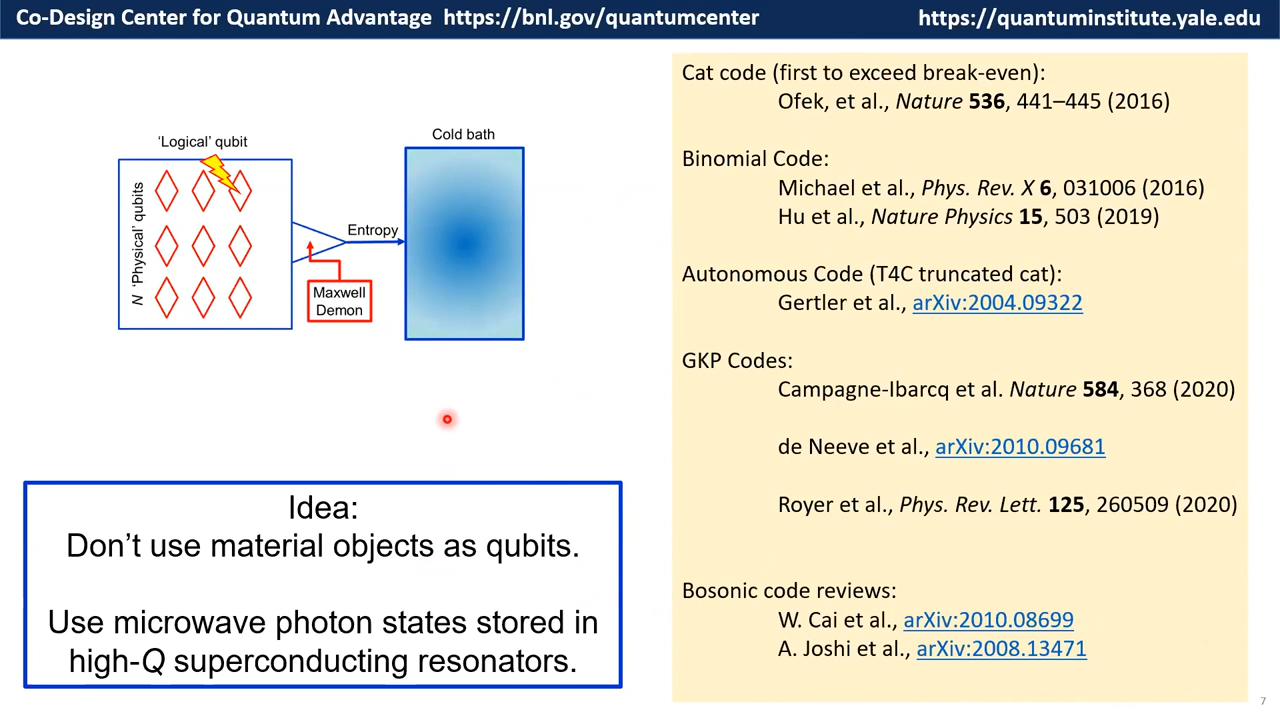 Co-Design Center for Quantum Advantage https://bnl.gov/quantumcenter https://quantuminstitute.yale.edu
'Logical' qubit
N 'Physical' qubits
Entropy
Maxwell
Demon
Cold bath
Idea:
Don't use material objects as qubits.
Use microwave photon states stored in
high-Q superconducting resonators.
Cat code (first to exceed break-even):
Ofek, et al., Nature 536, 441–445 (2016)
Binomial Code:
Michael et al., Phys. Rev. X 6, 031006 (2016)
Hu et al., Nature Physics 15, 503 (2019)
Autonomous Code (T4C truncated cat):
Gertler et al., arXiv:2004.09322
GKP Codes:
Campagne-Ibarcq et al. Nature 584, 368 (2020)
de Neeve et al., arXiv:2010.09681
Royer et al., Phys. Rev. Lett. 125, 260509 (2020)
Bosonic code reviews:
W. Cai et al., arXiv:2010.08699
A. Joshi et al., arXiv:2008.13471
7